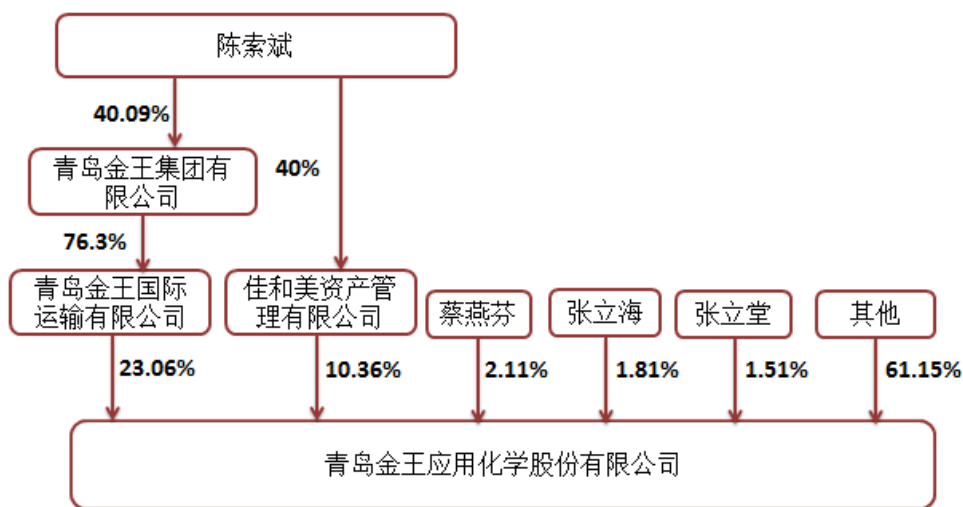 陈索斌
40.09%
青岛金王集团有
限公司
40%
76.3%
青岛金王国际
运输有限公司
佳和美资产管
理有限公司
蔡燕芬
张立海
张立堂
其他
23.06%
10.36%
2.11%
1.81%
1.51%
61.15%
青岛金王应用化学股份有限公司